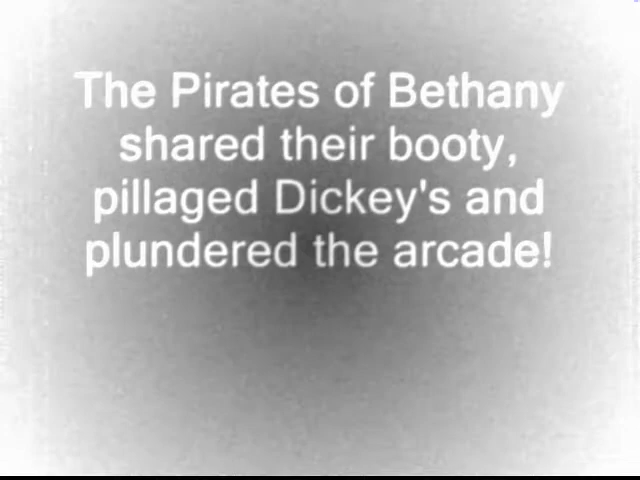 The Pirates of Bethany
shared their booty,
pillaged Dickey's and
plundered the arcade!